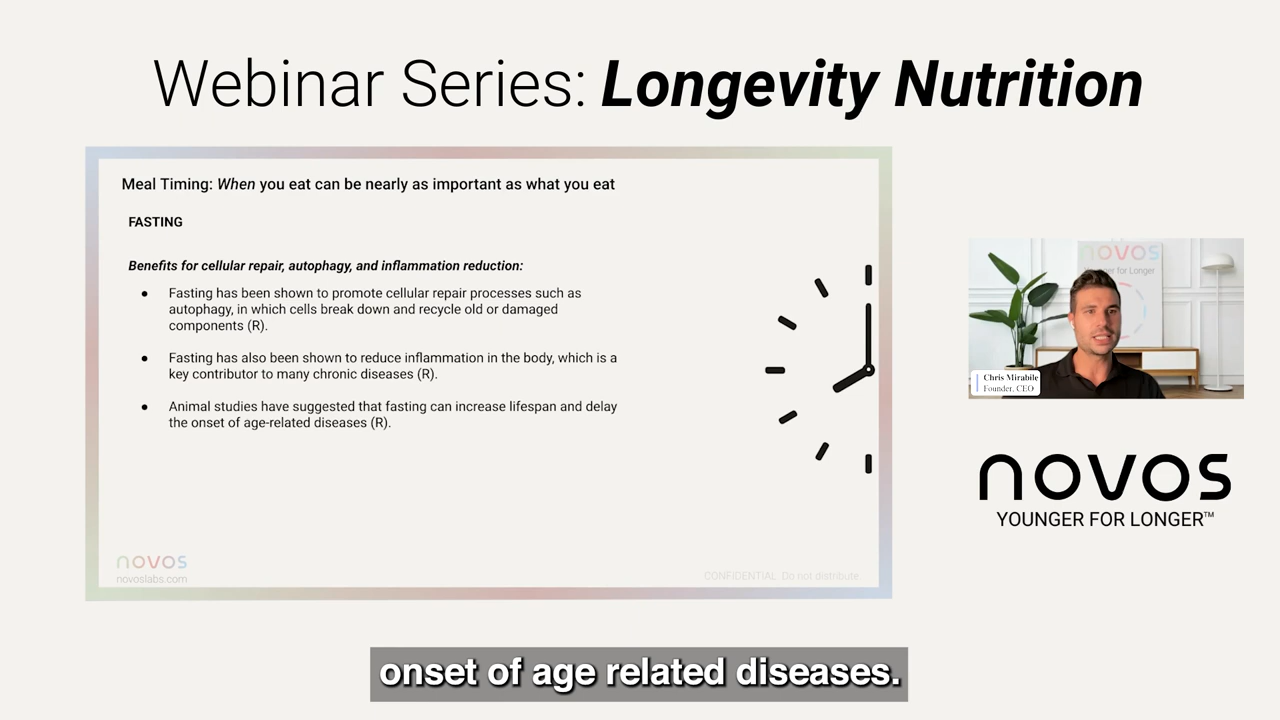 Webinar Series: Longevity Nutrition
Meal Timing: When you eat can be nearly as important as what you eat
FASTING
Benefits for cellular repair, autophagy, and inflammation reduction:
● Fasting has been shown to promote cellular repair processes such as
autophagy, in which cells break down and recycle old or damaged
components (R).
● Fasting has also been shown to reduce inflammation in the body, which is a
key contributor to many chronic diseases (R).
● Animal studies have suggested that fasting can increase lifespan and delay
the onset of age-related diseases (R).
novos
novoslabs.com
CONFIDENTIAL. Do not distribute
novos
for Longer
Chris Mirabile
Founder, CEO
novos
YOUNGER FOR LONGER™
onset of age related diseases.